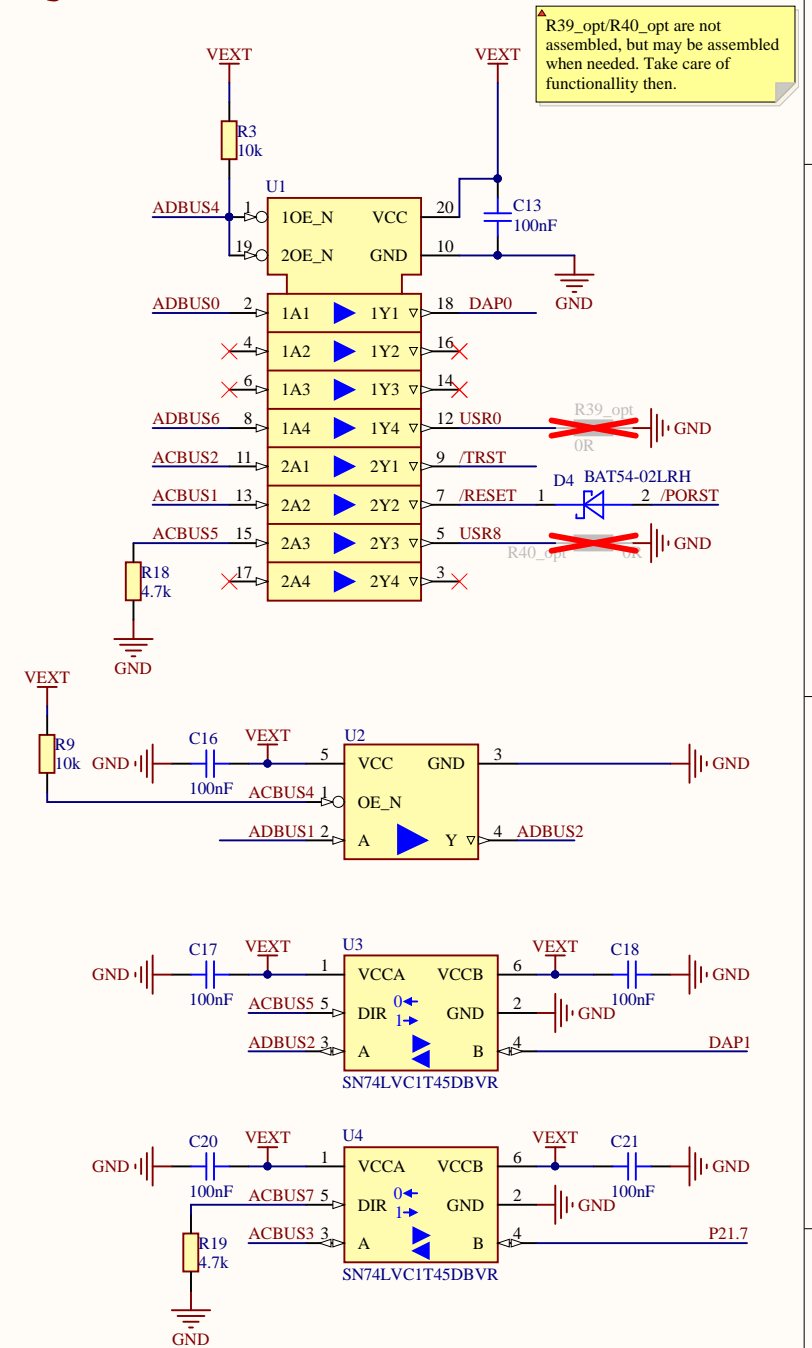 R39_opt/R40_opt are not
assembled, but may be assembled
when needed. Take care of
functionallity then.
VEXT
VEXT
R3
10k
U1
ADBUS4 1 1OE_N VCC 20
C13
100nF
19 2OE_N GND 10
GND
ADBUS0 2 1A1 1Y1 18 DAP0
4 1A2 1Y2 16
6 1A3 1Y3 14
R39_opt
ADBUS6 8 1A4 1Y4 12 USR0 GND
0R
ACBUS2 11 2A1 2Y1 9 /TRST
D4 BAT54-02LRH
ACBUS1 13 2A2 2Y2 7 /RESET 1 2 /PORST
ACBUS5 15 2A3 2Y3 5 USR8 GND
R40_opt 0R
R18
4.7k
17 2A4 2Y4 3
GND
VEXT
R9
10k
C16
VEXT
U2
GND 5 VCC GND 3 GND
100nF
ACBUS4 1 OE_N
ADBUS1 2 A Y 4 ADBUS2
C17
VEXT
U3
VEXT
C18
GND 1 VCCA VCCB 6 GND
100nF
100nF
ACBUS5 5 DIR 0 1 GND 2 GND
ADBUS2 3 A B 4 DAP1
SN74LVC1T45DBVR
C20
VEXT
U4
VEXT
C21
GND 1 VCCA VCCB 6 GND
100nF
100nF
ACBUS7 5 DIR 0 1 GND 2 GND
ACBUS3 3 A B 4 P21.7
R19
4.7k
SN74LVC1T45DBVR
GND